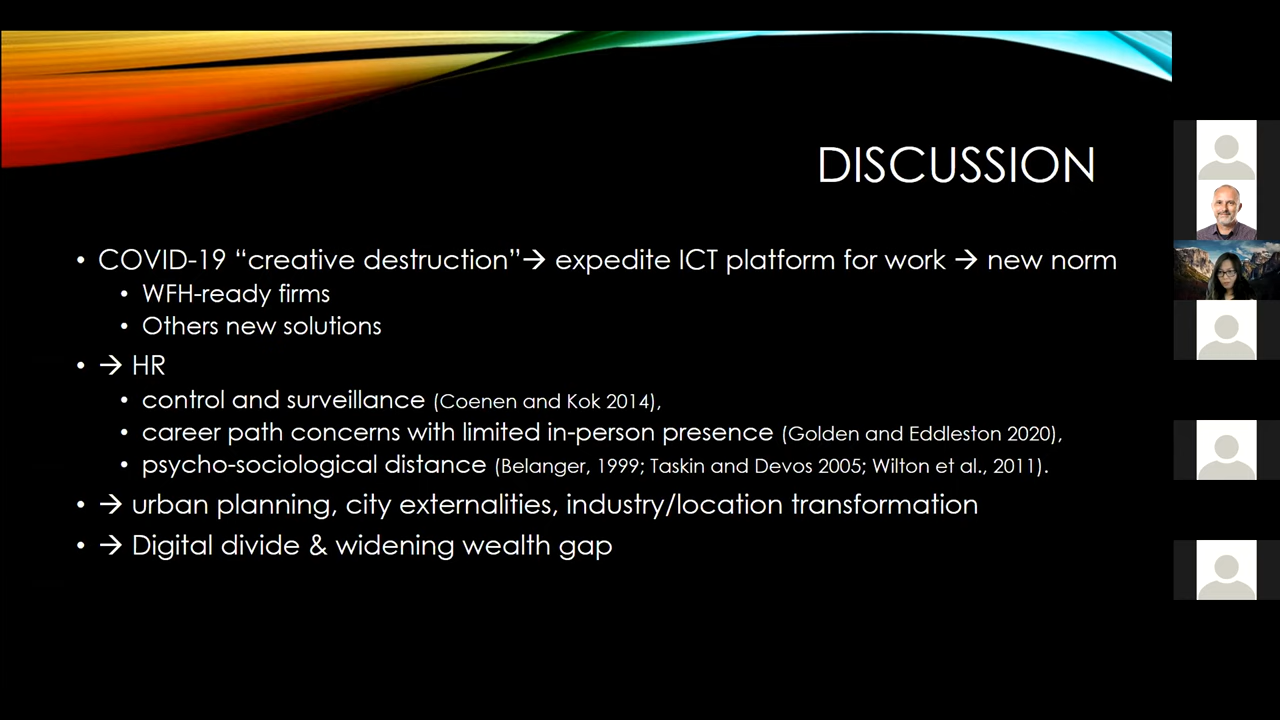 DISCUSSION
• COVID-19 “creative destruction”→ expedite ICT platform for work → new norm
• WFH-ready firms
• Others new solutions
• → HR
• control and surveillance (Coenen and Kok 2014),
• career path concerns with limited in-person presence (Golden and Eddleston 2020),
• psycho-sociological distance (Belanger, 1999; Taskin and Devos 2005; Wilton et al., 2011).
• → urban planning, city externalities, industry/location transformation
• → Digital divide & widening wealth gap